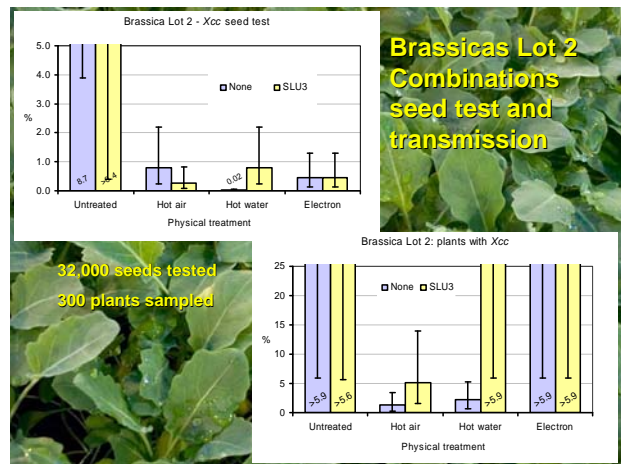 Brassica Lot 2 - Xcc seed test
5.0
4.0
3.0
2.0
1.0
0.0
%
None
SLU3
8.7
0.02
Untreated
Hot air
Hot water
Electron
Physical treatment
Brassicas Lot 2
Combinations
seed test and
transmission
32,000 seeds tested
300 plants sampled
Brassica Lot 2: plants with Xcc
25
20
15
10
5
0
%
None
SLU3
>5.9
>5.6
>5.9
>5.9
>5.9
Untreated
Hot air
Hot water
Electron
Physical treatment